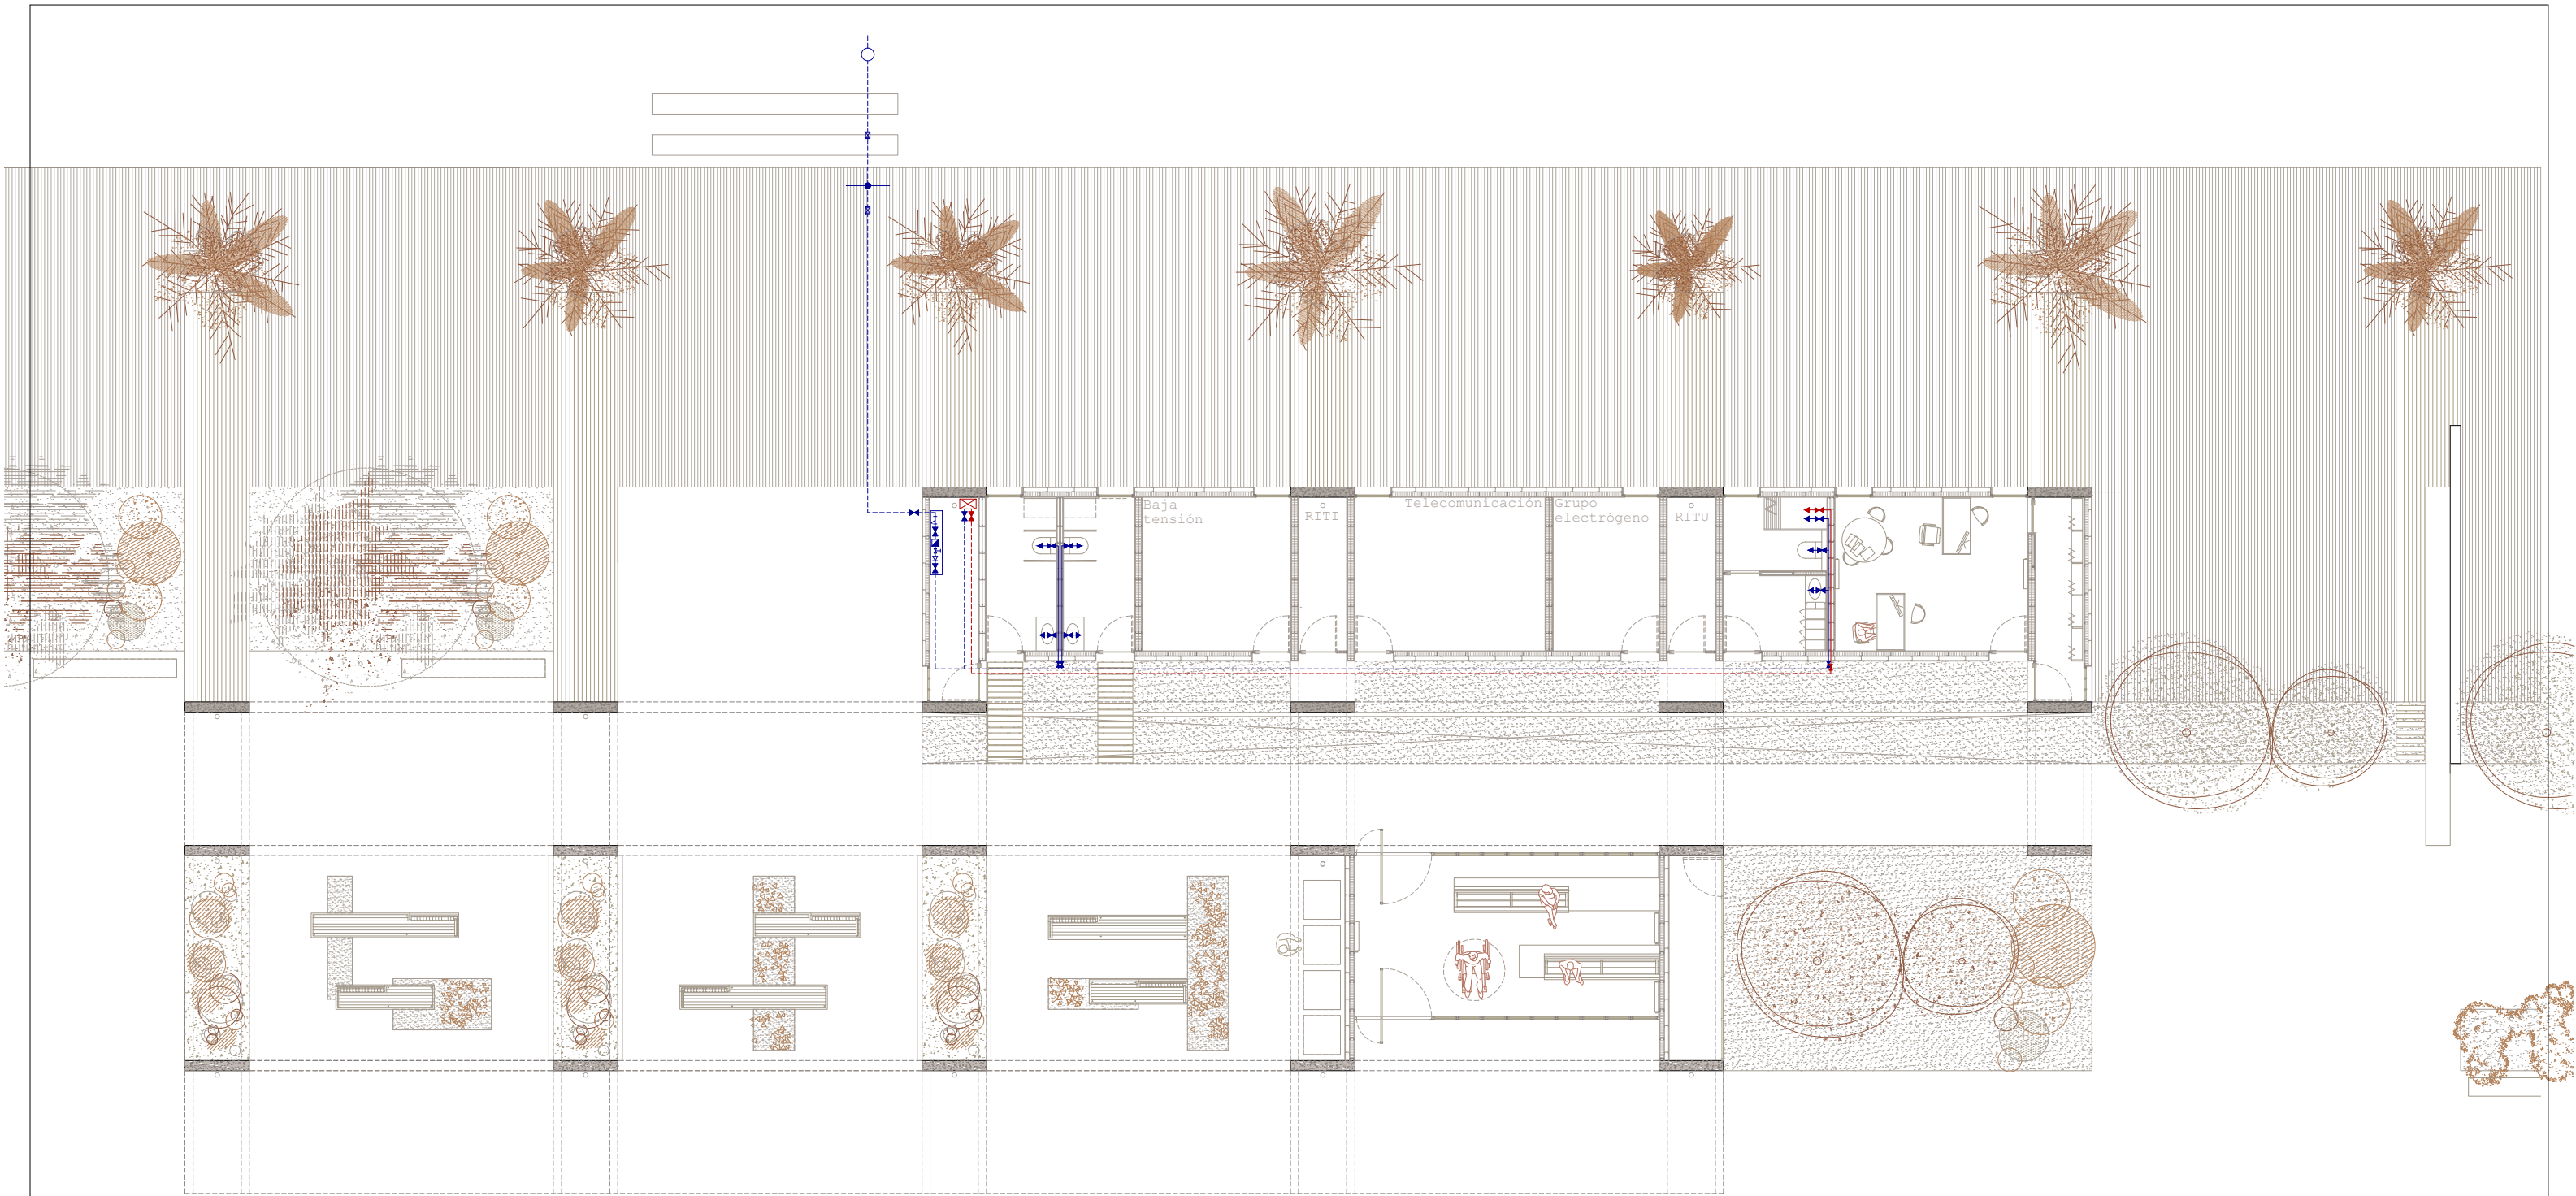 Baja
tensión
RITI
Telecomunicación
Grupo
electrógeno
RITU